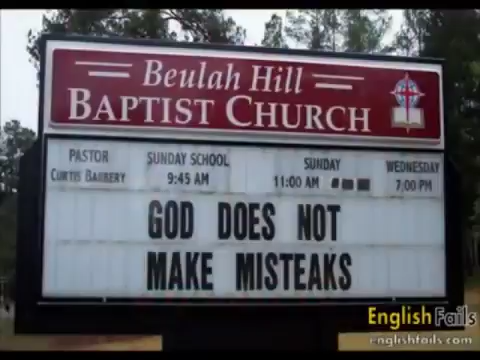 Beulah Hill
BAPTIST CHURCH
PASTOR
CURTIS BARBERY
SUNDAY SCHOOL
9:45 AM
SUNDAY
11:00 AM
WEDNESDAY
7:00 PM
GOD DOES NOT
MAKE MISTEAKS
English Fails
englishfails.com